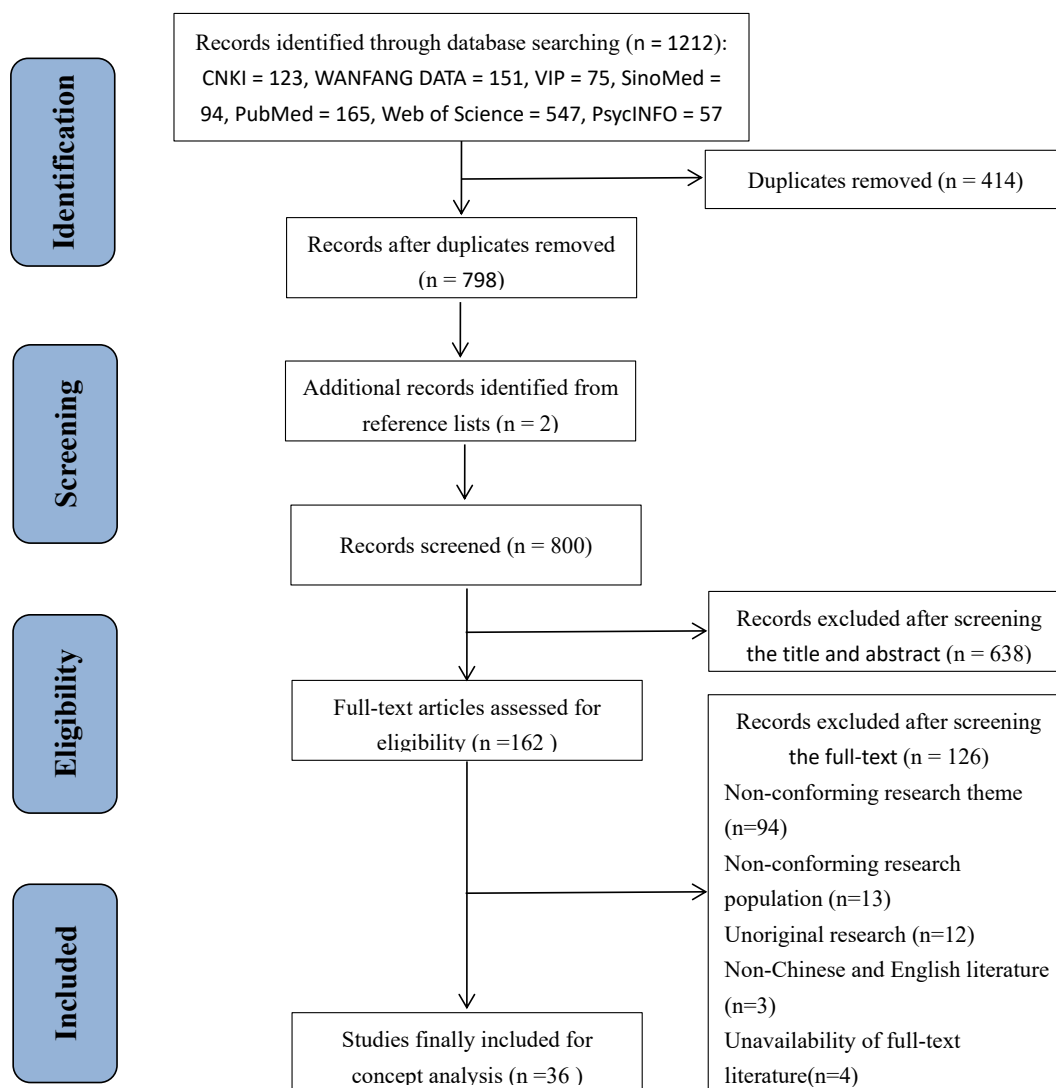 Identification
Records identified through database searching (n = 1212):
CNKI = 123, WANFANG DATA = 151, VIP = 75, SinoMed =
94, PubMed = 165, Web of Science = 547, PsycINFO = 57
Duplicates removed (n = 414)
Records after duplicates removed
(n = 798)
Screening
Additional records identified from
reference lists (n = 2)
Records screened (n = 800)
Eligibility
Records excluded after screening
the title and abstract (n = 638)
Full-text articles assessed for
eligibility (n =162 )
Records excluded after screening
the full-text (n = 126)
Non-conforming research theme
(n=94)
Non-conforming research
population (n=13)
Unoriginal research (n=12)
Non-Chinese and English literature
(n=3)
Unavailability of full-text
literature(n=4)
Included
Studies finally included for
concept analysis (n =36 )